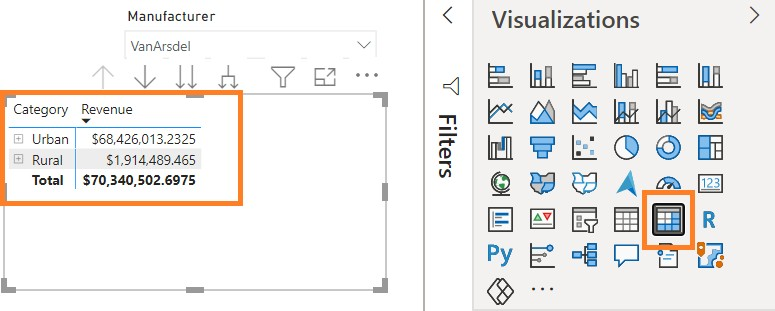 Manufacturer
VanArsdel
Category Revenue
Urban $68,426,013.2325
Rural $1,914,489.465
Total $70,340,502.6975
Filters
Visualizations
123
R
Py